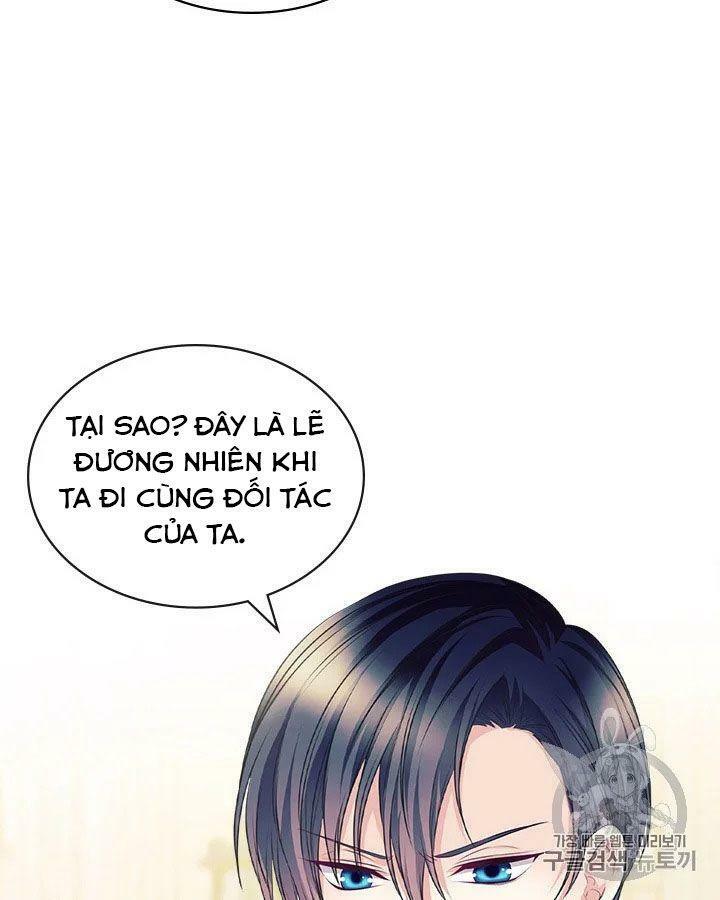 TẠI SAO? ĐÂY LÀ LẼ
ĐƯƠNG NHIÊN KHI
TA ĐI CÙNG ĐỐI TÁC
CỦA TA.
가장 빠른 웹툰 미리보기
구글검색 뉴토끼